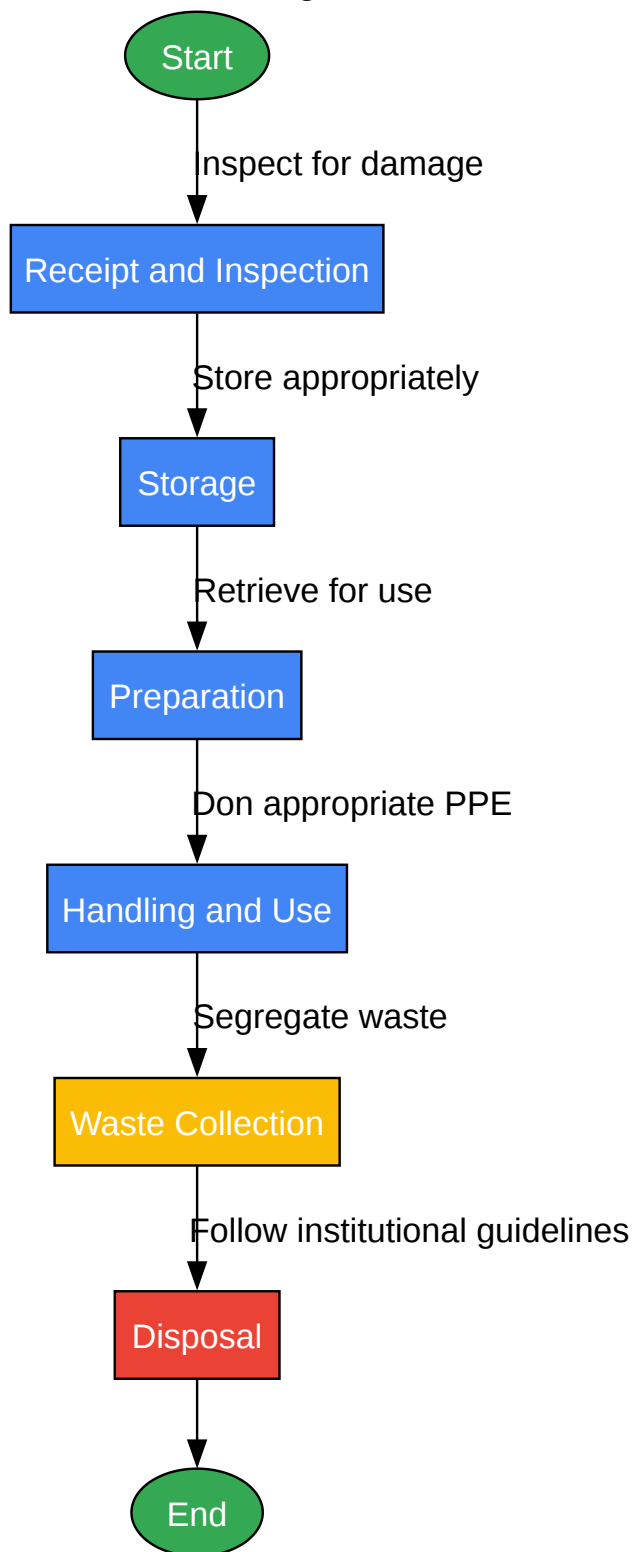 Start
Inspect for damage
Receipt and Inspection
Store appropriately
Storage
Retrieve for use
Preparation
Don appropriate PPE
Handling and Use
Segregate waste
Waste Collection
Follow institutional guidelines
Disposal
End